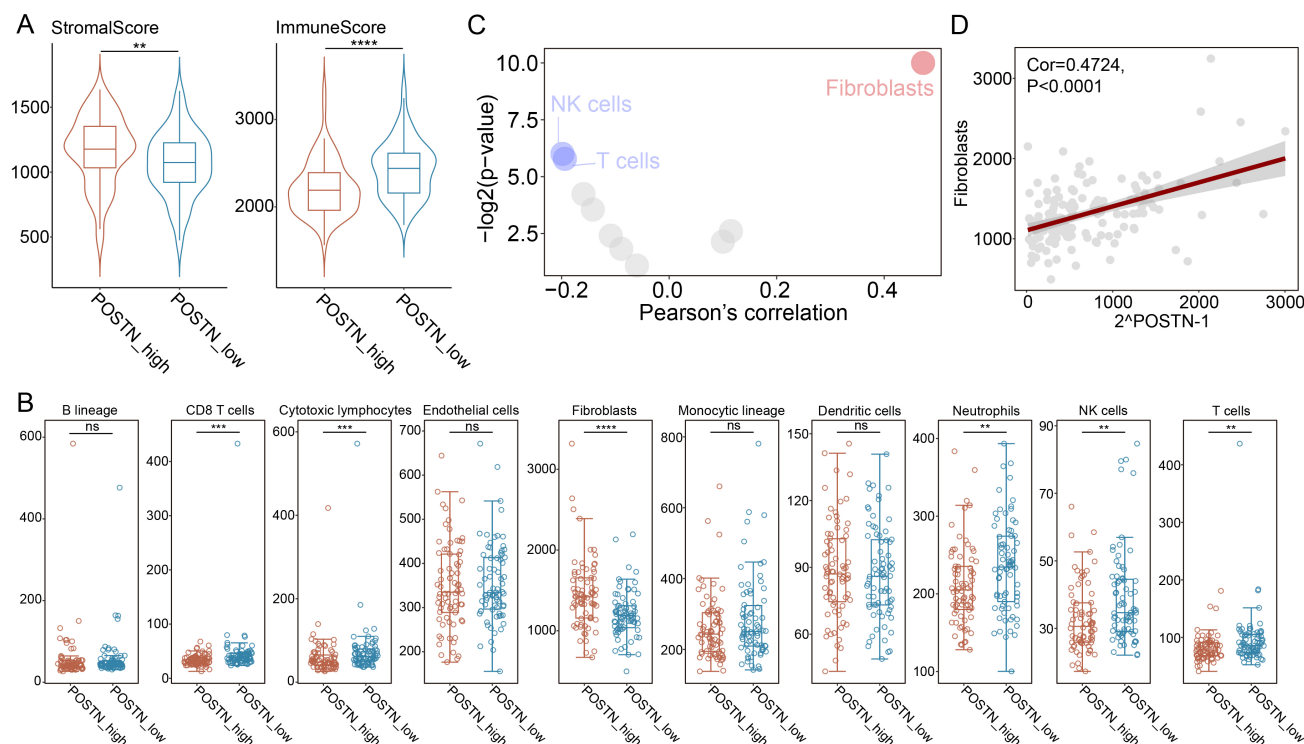 A
StromalScore
**
1500
1000
500
POSTN_high
POSTN_low
ImmuneScore
****
3000
2000
POSTN_high
POSTN_low
C
−log2(p−value)
10.0
7.5
5.0
2.5
NK cells
T cells
Fibroblasts
−0.2
0.0
0.2
0.4
Pearson's correlation
D
Cor=0.4724,
P<0.0001
Fibroblasts
3000
2000
1000
0
1000
2000
3000
2^POSTN-1
B
B lineage
ns
600
400
200
0
POSTN_high
POSTN_low
CD8 T cells
***
400
300
200
100
0
POSTN_high
POSTN_low
Cytotoxic lymphocytes
***
600
400
200
0
POSTN_high
POSTN_low
Endothelial cells
ns
700
600
500
400
300
200
POSTN_high
POSTN_low
Fibroblasts
****
3000
2000
1000
POSTN_high
POSTN_low
Monocytic lineage
ns
800
600
400
200
POSTN_high
POSTN_low
Dendritic cells
ns
150
120
90
60
POSTN_high
POSTN_low
Neutrophils
**
400
300
200
100
POSTN_high
POSTN_low
NK cells
**
90
70
50
30
POSTN_high
POSTN_low
T cells
**
400
300
200
100
POSTN_high
POSTN_low